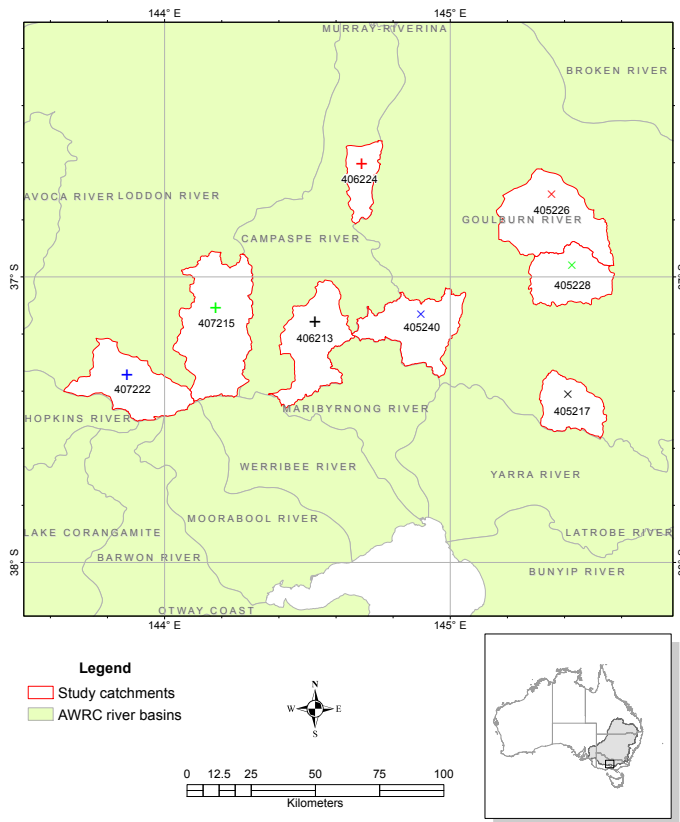 144° E
145° E
MURRAY-RIVERINA
BROKEN RIVER
406224
AVOCA RIVER
LODDON RIVER
405226
GOULBURN RIVER
CAMPASPE RIVER
37° S
405228
407215
406213
405240
407222
405217
HOPKINS RIVER
MARIBYRNONG RIVER
WERRIBEE RIVER
YARRA RIVER
MOORABOOL RIVER
LAKE CORANGAMITE
LATROBE RIVER
BARWON RIVER
38° S
BUNYIP RIVER
OTWAY COAST
144° E
145° E
Legend
Study catchments
AWRC river basins
N
W
E
S
0 12.5 25 50 75 100
Kilometers